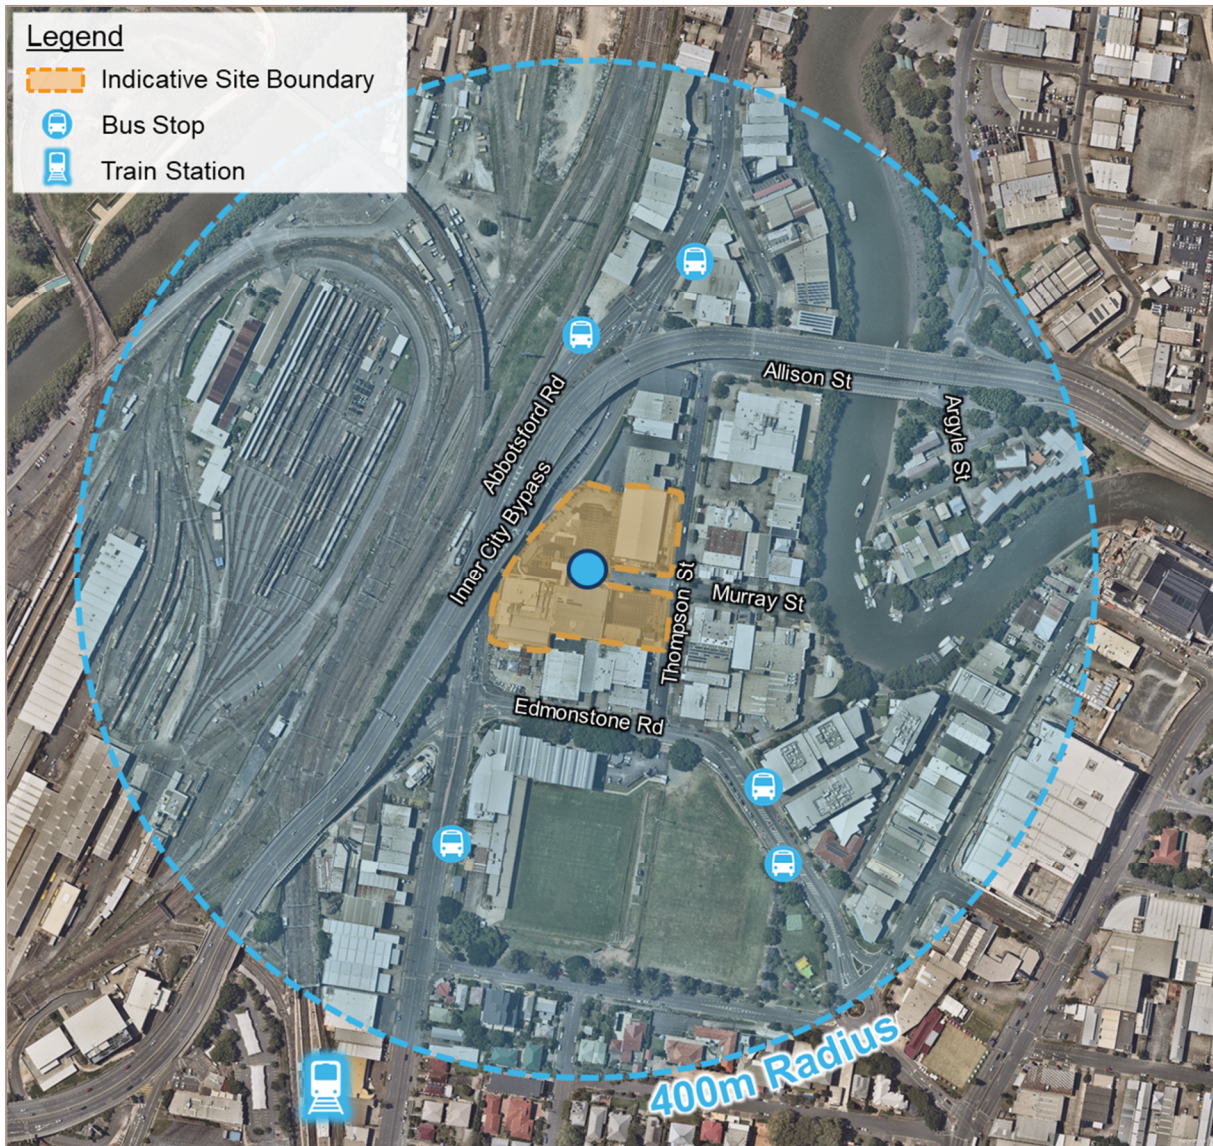 Legend
Indicative Site Boundary
Bus Stop
Train Station
Allison St
Abbotsford Rd
Argyle St
Inner City Bypass
Thompson St
Murray St
Edmonstone Rd
400m Radius